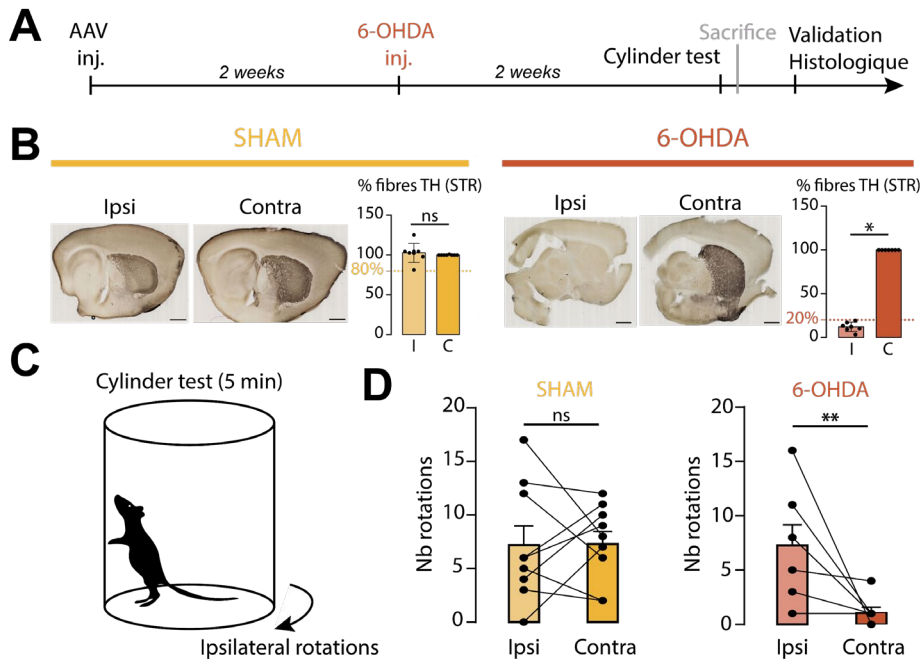 A
AAV
inj.
2 weeks
6-OHDA
inj.
2 weeks
Cylinder test
Sacrifice
Validation
Histologique
B
SHAM
Ipsi
Contra
% fibres TH (STR)
150
100
80%
50
0
ns
I
C
6-OHDA
Ipsi
Contra
% fibres TH (STR)
150
100
50
20%
0
*
I
C
C
Cylinder test (5 min)
Ipsilateral rotations
D
SHAM
ns
Nb rotations
20
15
10
5
0
Ipsi
Contra
6-OHDA
**
Nb rotations
20
15
10
5
0
Ipsi
Contra